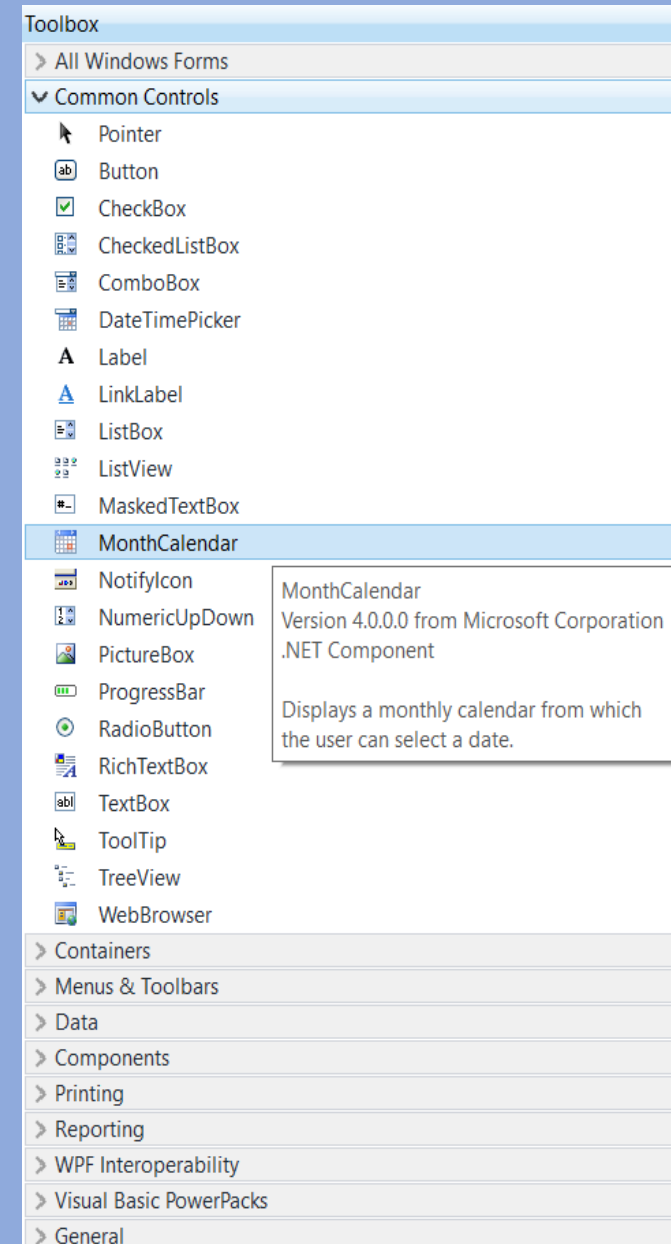 Toolbox
All Windows Forms
Common Controls
Pointer
Button
CheckBox
CheckedListBox
ComboBox
DateTimePicker
Label
LinkLabel
ListBox
ListView
MaskedTextBox
MonthCalendar
NotifyIcon
NumericUpDown
PictureBox
ProgressBar
RadioButton
RichTextBox
TextBox
ToolTip
TreeView
WebBrowser
MonthCalendar
Version 4.0.0.0 from Microsoft Corporation
.NET Component
Displays a monthly calendar from which
the user can select a date.
Containers
Menus & Toolbars
Data
Components
Printing
Reporting
WPF Interoperability
Visual Basic PowerPacks
General